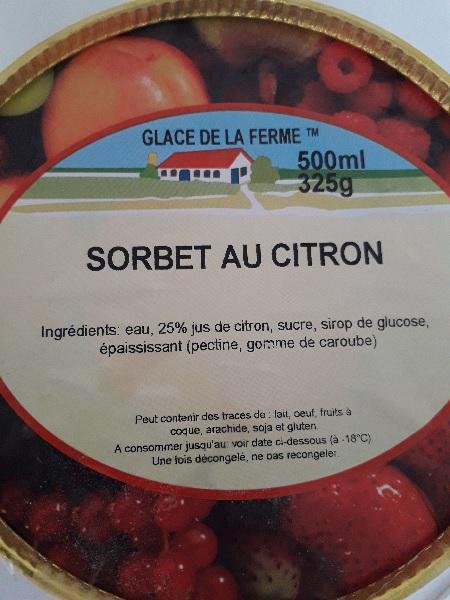 GLACE DE LA FERME ™
500ml
325g
SORBET AU CITRON
Ingrédients: eau, 25% jus de citron, sucre, sirop de glucose,
épaississant (pectine, gomme de caroube)
Peut contenir des traces de : lait, oeuf, fruits à
coque, arachide, soja et gluten.
A consommer jusqu'au: voir date ci-dessous (à -18°C)
Une fois décongelé, ne pas recongeler.